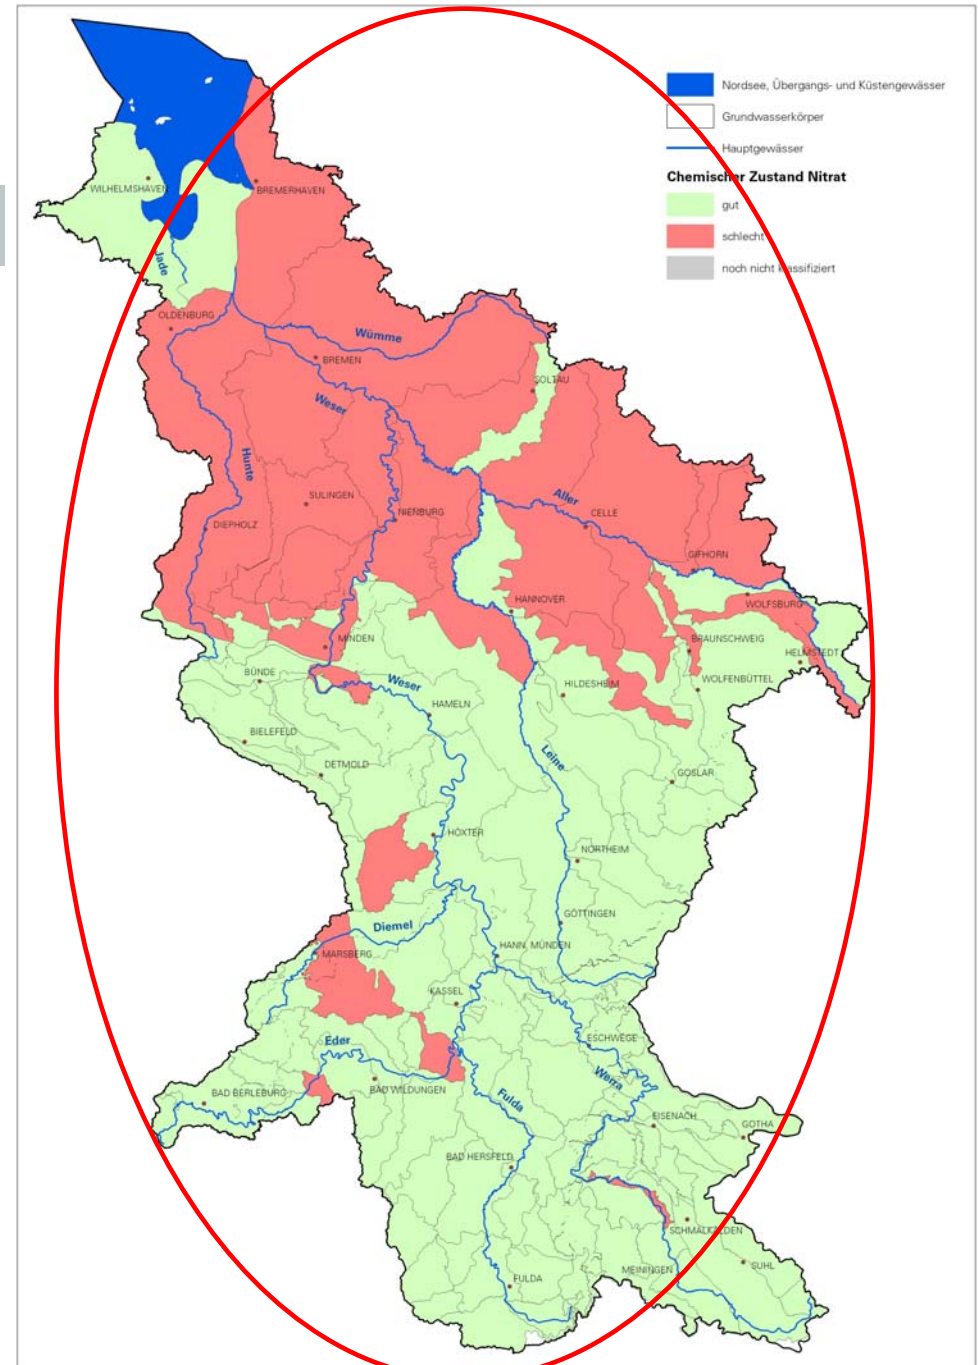 Nordsee, Übergangs- und Küstengewässer
Grundwasserkörper
Hauptgewässer
Chemischer Zustand Nitrat
gut
schlecht
noch nicht klassifiziert
WILHELMSHAVEN
BREMERHAVEN
Jade
OLDENBURG
Wümme
BREMEN
SOLTAU
Weser
Hunte
SULINGEN
Aller
NIENBURG
CELLE
DIEPHOLZ
GIFHORN
HANNOVER
WOLFSBURG
MINDEN
BRAUNSCHWEIG
HELMSTEDT
BÜNDE
Weser
HILDESHEIM
WOLFENBÜTTEL
HAMELN
BIELEFELD
Leine
DETMOLD
GOSLAR
HÖXTER
NORTHEIM
GÖTTINGEN
Diemel
HANN. MÜNDEN
MARSBERG
KASSEL
Eder
ESCHWEGE
Werra
BAD BERLEBURG
BAD WILDUNGEN
Fulda
EISENACH
GOTHA
BAD HERSFELD
SCHMALKALDEN
MEININGEN
SUHL
FULDA